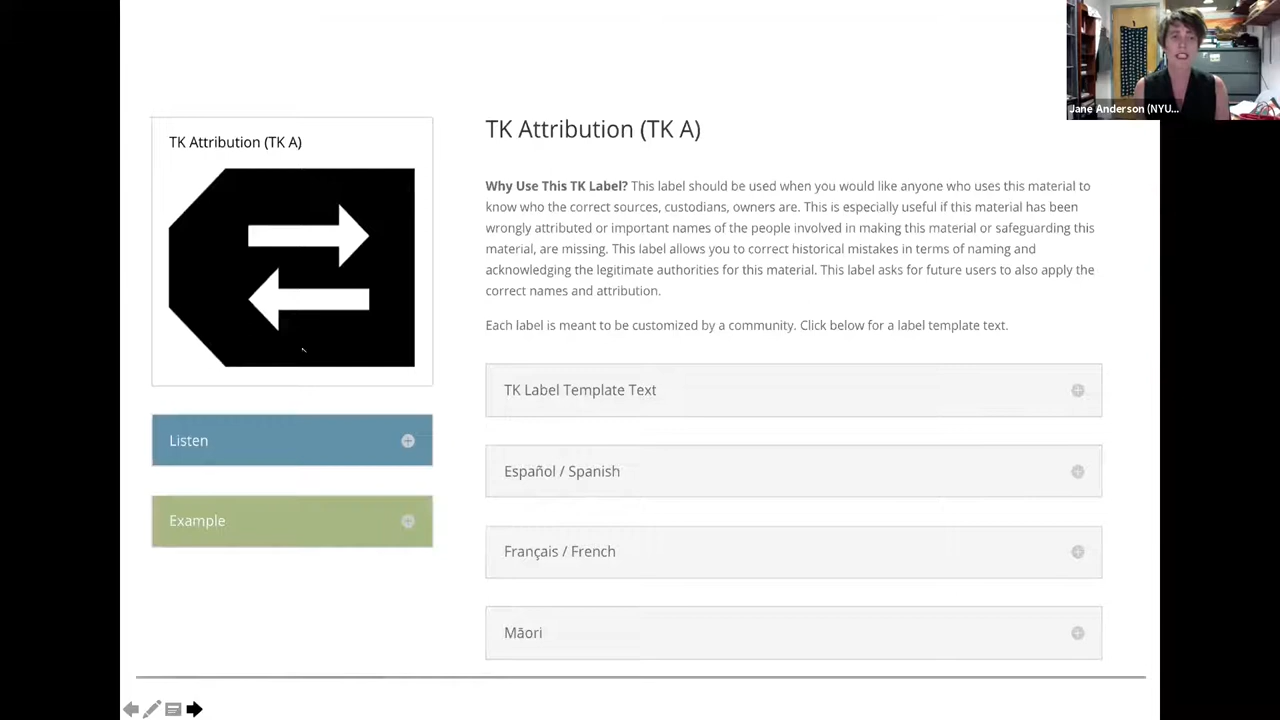 Jane Anderson (NYU...
TK Attribution (TK A)
TK Attribution (TK A)
Why Use This TK Label? This label should be used when you would like anyone who uses this material to
know who the correct sources, custodians, owners are. This is especially useful if this material has been
wrongly attributed or important names of the people involved in making this material or safeguarding this
material, are missing. This label allows you to correct historical mistakes in terms of naming and
acknowledging the legitimate authorities for this material. This label asks for future users to also apply the
correct names and attribution.
Each label is meant to be customized by a community. Click below for a label template text.
Listen
Example
TK Label Template Text
Español / Spanish
Français / French
Māori